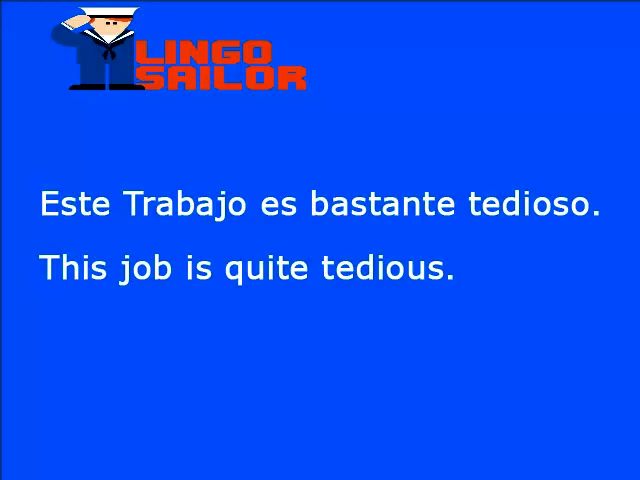 LINGO
SAILOR
Este Trabajo es bastante tedioso.
This job is quite tedious.